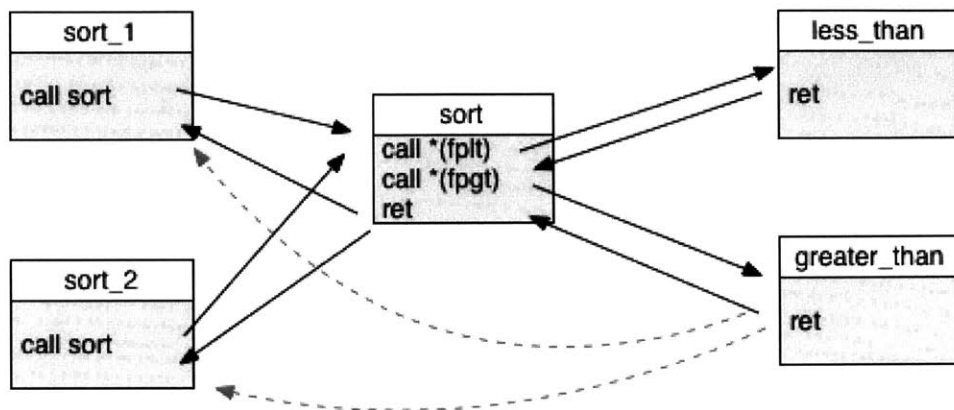 sort_1
call sort
sort_2
call sort
sort
call *(fplt)
call *(fpgt)
ret
less_than
ret
greater_than
ret